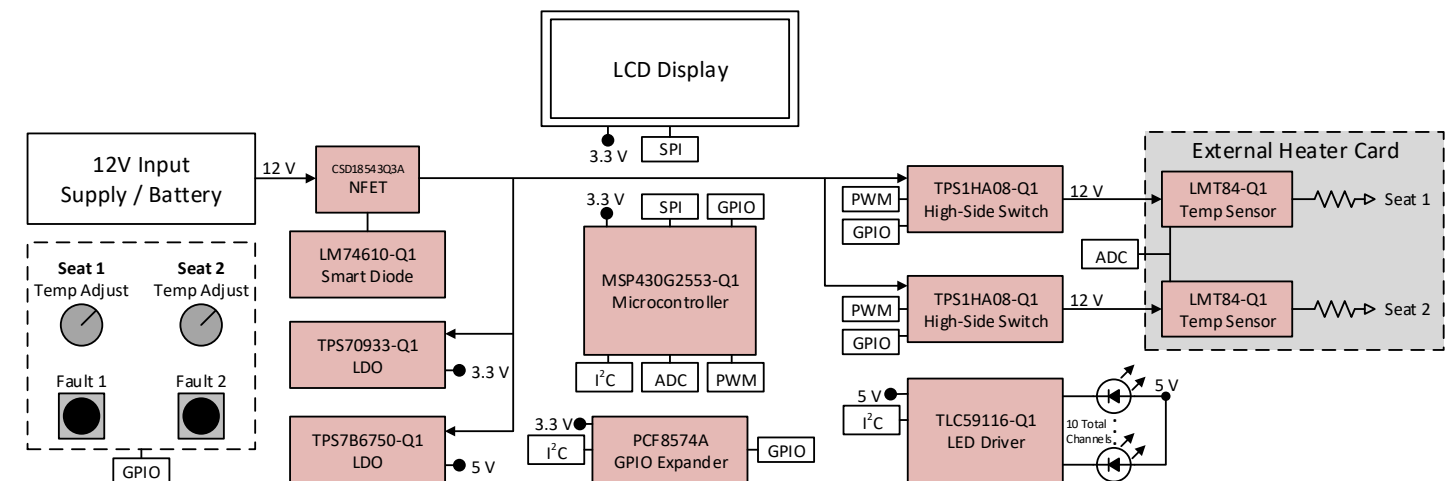 LCD Display
3.3 V
SPI
12V Input
Supply / Battery
12 V
CSD18543Q3A
NFET
LM74610-Q1
Smart Diode
TPS70933-Q1
LDO
3.3 V
TPS7B6750-Q1
LDO
5 V
Seat 1
Temp Adjust
Seat 2
Temp Adjust
Fault 1
Fault 2
GPIO
3.3 V
SPI
GPIO
MSP430G2553-Q1
Microcontroller
I²C
ADC
PWM
3.3 V
I²C
PCF8574A
GPIO Expander
GPIO
PWM
GPIO
TPS1HA08-Q1
High-Side Switch
12 V
PWM
GPIO
TPS1HA08-Q1
High-Side Switch
12 V
External Heater Card
LMT84-Q1
Temp Sensor
Seat 1
ADC
LMT84-Q1
Temp Sensor
Seat 2
5 V
I²C
TLC59116-Q1
LED Driver
10 Total
Channels
5 V